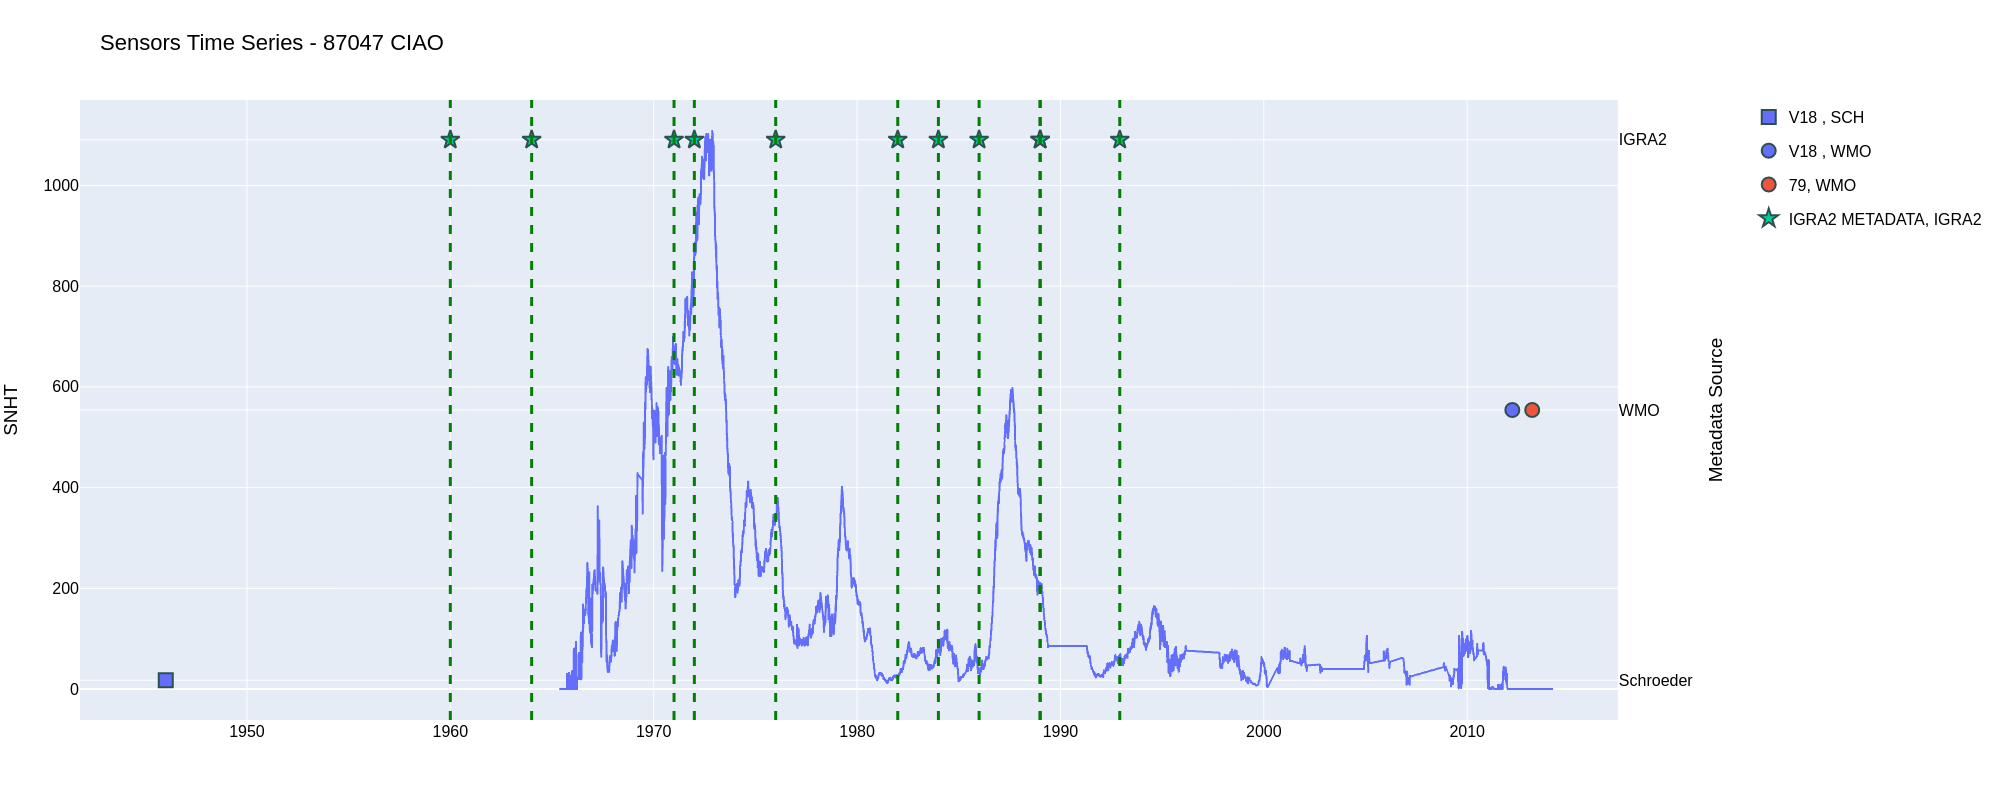 Sensors Time Series - 87047 CIAO
SNHT
1000
800
600
400
200
0
1950
1960
1970
1980
1990
2000
2010
IGRA2
WMO
Schroeder
Metadata Source
V18 , SCH
V18 , WMO
79, WMO
IGRA2 METADATA, IGRA2